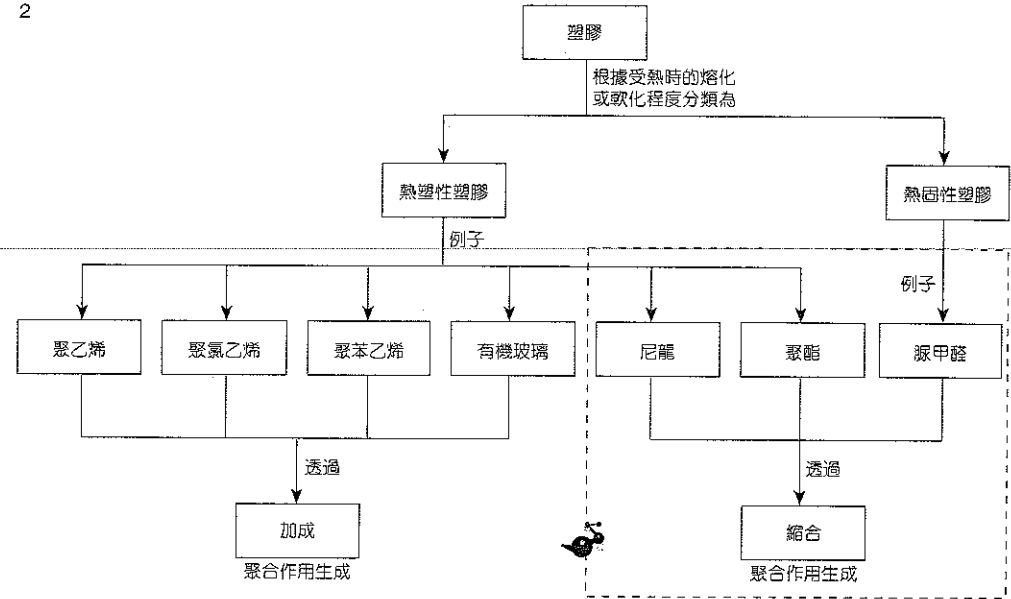 2
塑膠
根據受熱時的熔化
或軟化程度分類為
熱塑性塑膠
熱固性塑膠
例子
例子
聚乙烯
聚氯乙烯
聚苯乙烯
有機玻璃
尼龍
聚酯
脲甲醛
透過
透過
加成
縮合
聚合作用生成
聚合作用生成